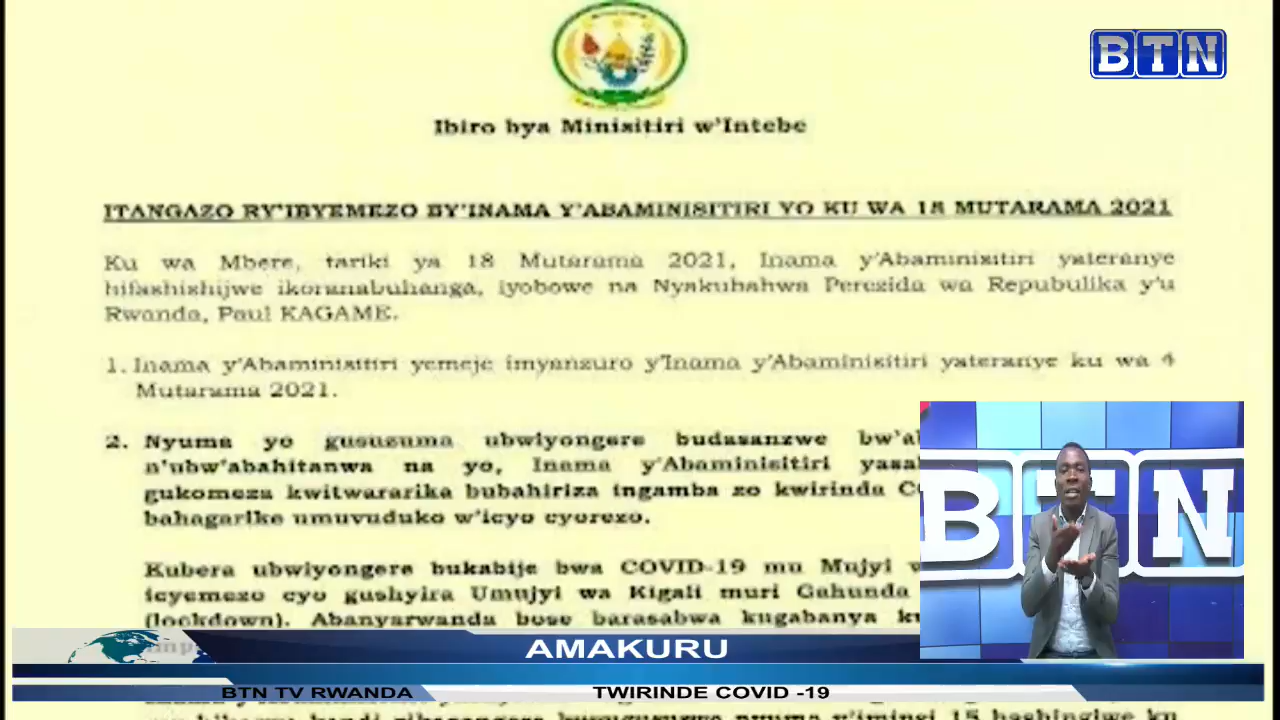 BTN
Ibiro bya Minisitiri w'Intebe
ITANGAZO RY'IBYEMEZO BY'INAMA Y'ABAMINISITIRI YO KU WA 18 MUTARAMA 2021
Ku wa Mbere, tariki ya 18 Mutarama 2021, Inama y'Abaminisitiri yateranye
hifashishijwe ikoranabuhanga, iyobowe na Nyakubahwa Perezida wa Repubulika y'u
Rwanda, Paul KAGAME.
1. Inama y'Abaminisitiri yemeje imyanzuro y'Inama y'Abaminisitiri yateranye ku wa 4
Mutarama 2021.
2. Nyuma yo gusuzuma ubwiyongere budasanzwe
n'ubw'abahitanwa na yo, Inama y'Abaminisitiri
gukomeza kwitwararika bubahiriza ingamba zo kwirinda
bahagarike umuvuduko w'icyo cyorezo.
Kubera ubwiyongere bukabije bwa COVID-19 mu Mujyi
icyemezo cyo gushyira Umujyi wa Kigali muri Gahunda
(lockdown). Abanyarwanda bose barasabwa kugabanya
BTN
AMAKURU
BTN TV RWANDA
TWIRINDE COVID -19